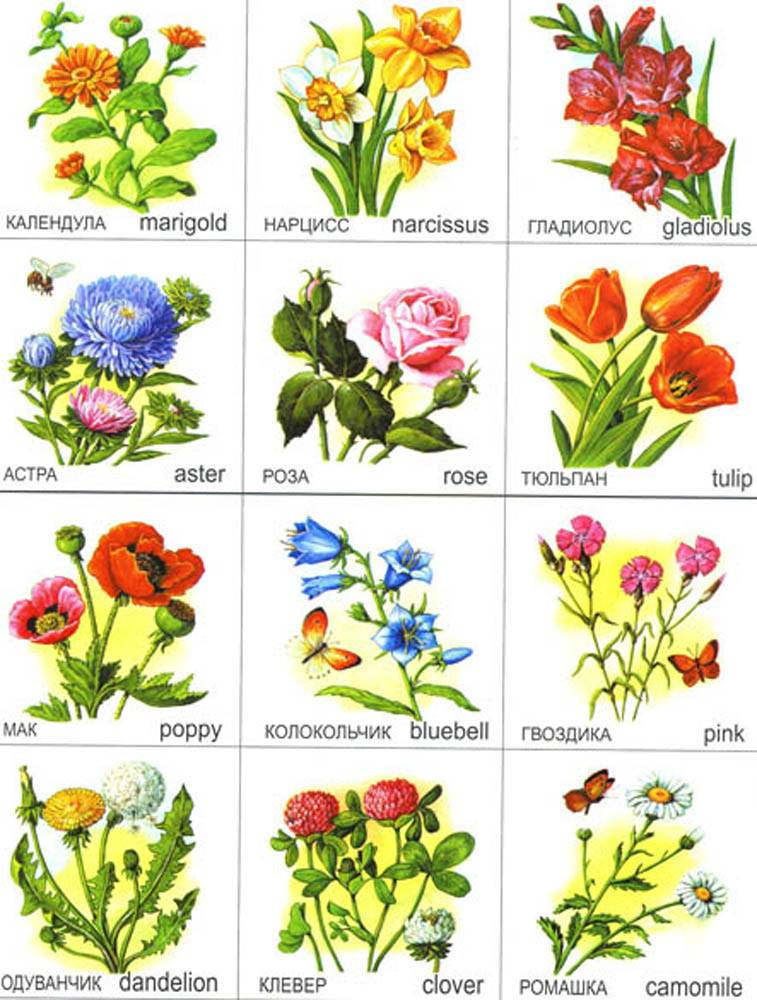 КАЛЕНДУЛА marigold
НАРЦИСС narcissus
ГЛАДИОЛУС gladiolus
АСТРА aster
РОЗА rose
ТЮЛЬПАН tulip
МАК poppy
КОЛОКОЛЬЧИК bluebell
ГВОЗДИКА pink
ОДУВАНЧИК dandelion
КЛЕВЕР clover
РОМАШКА camomile